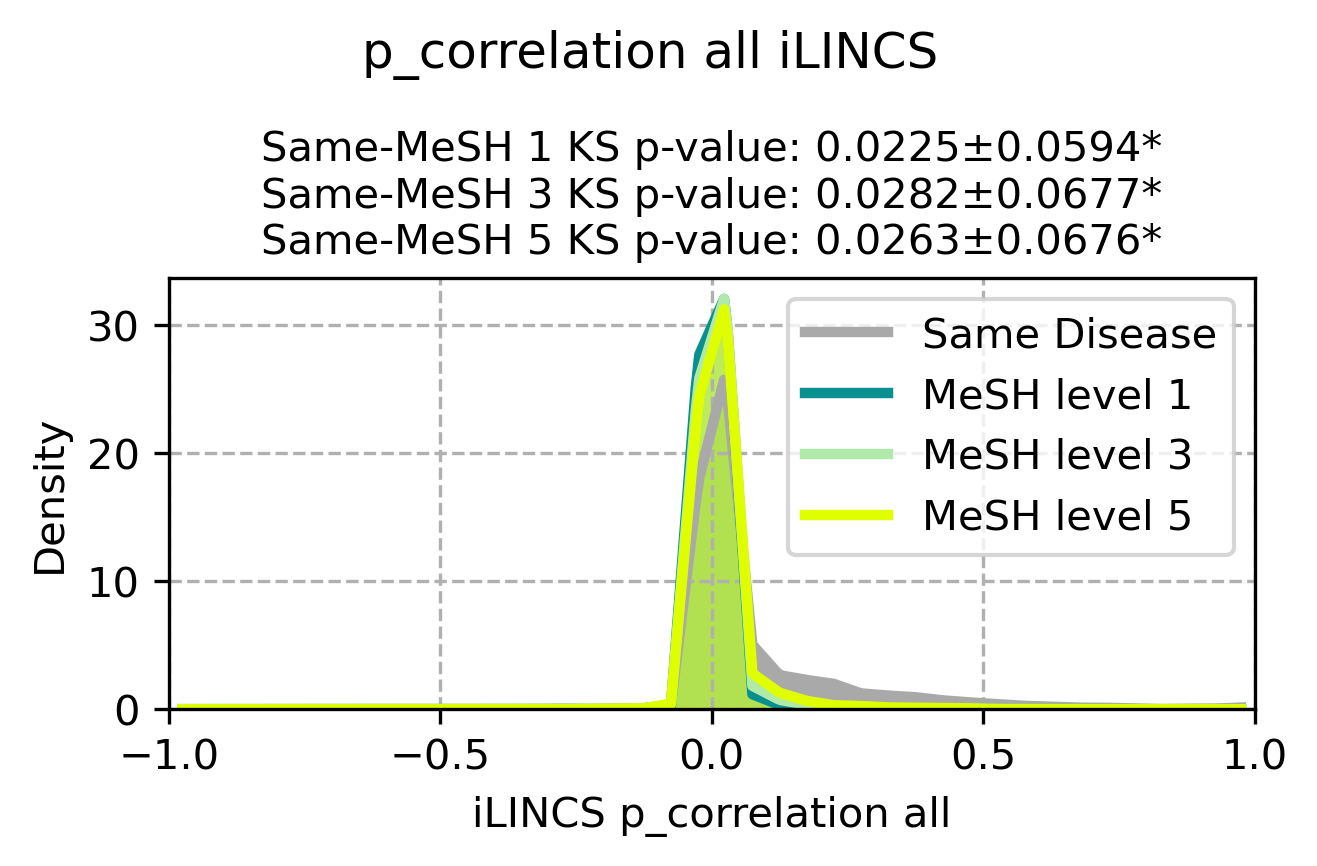 p_correlation all iLINCS
Same-MeSH 1 KS p-value: 0.0225±0.0594*
Same-MeSH 3 KS p-value: 0.0282±0.0677*
Same-MeSH 5 KS p-value: 0.0263±0.0676*
Density
30
20
10
0
Same Disease
MeSH level 1
MeSH level 3
MeSH level 5
−1.0 −0.5 0.0 0.5 1.0
iLINCS p_correlation all